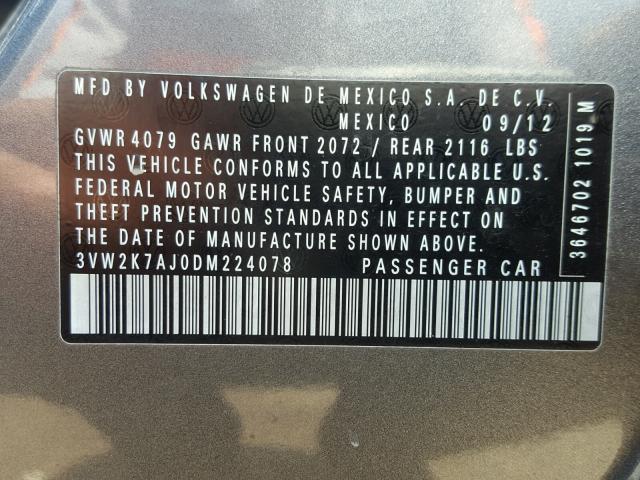 MFD BY VOLKSWAGEN DE MEXICO S.A. DE C.V.
MEXICO 09/12
GVWR 4079 GAWR FRONT 2072 / REAR 2116 LBS
THIS VEHICLE CONFORMS TO ALL APPLICABLE U.S.
FEDERAL MOTOR VEHICLE SAFETY, BUMPER AND
THEFT PREVENTION STANDARDS IN EFFECT ON
THE DATE OF MANUFACTURE SHOWN ABOVE.
3VW2K7AJ0DM224078 PASSENGER CAR
3646702 1019 M